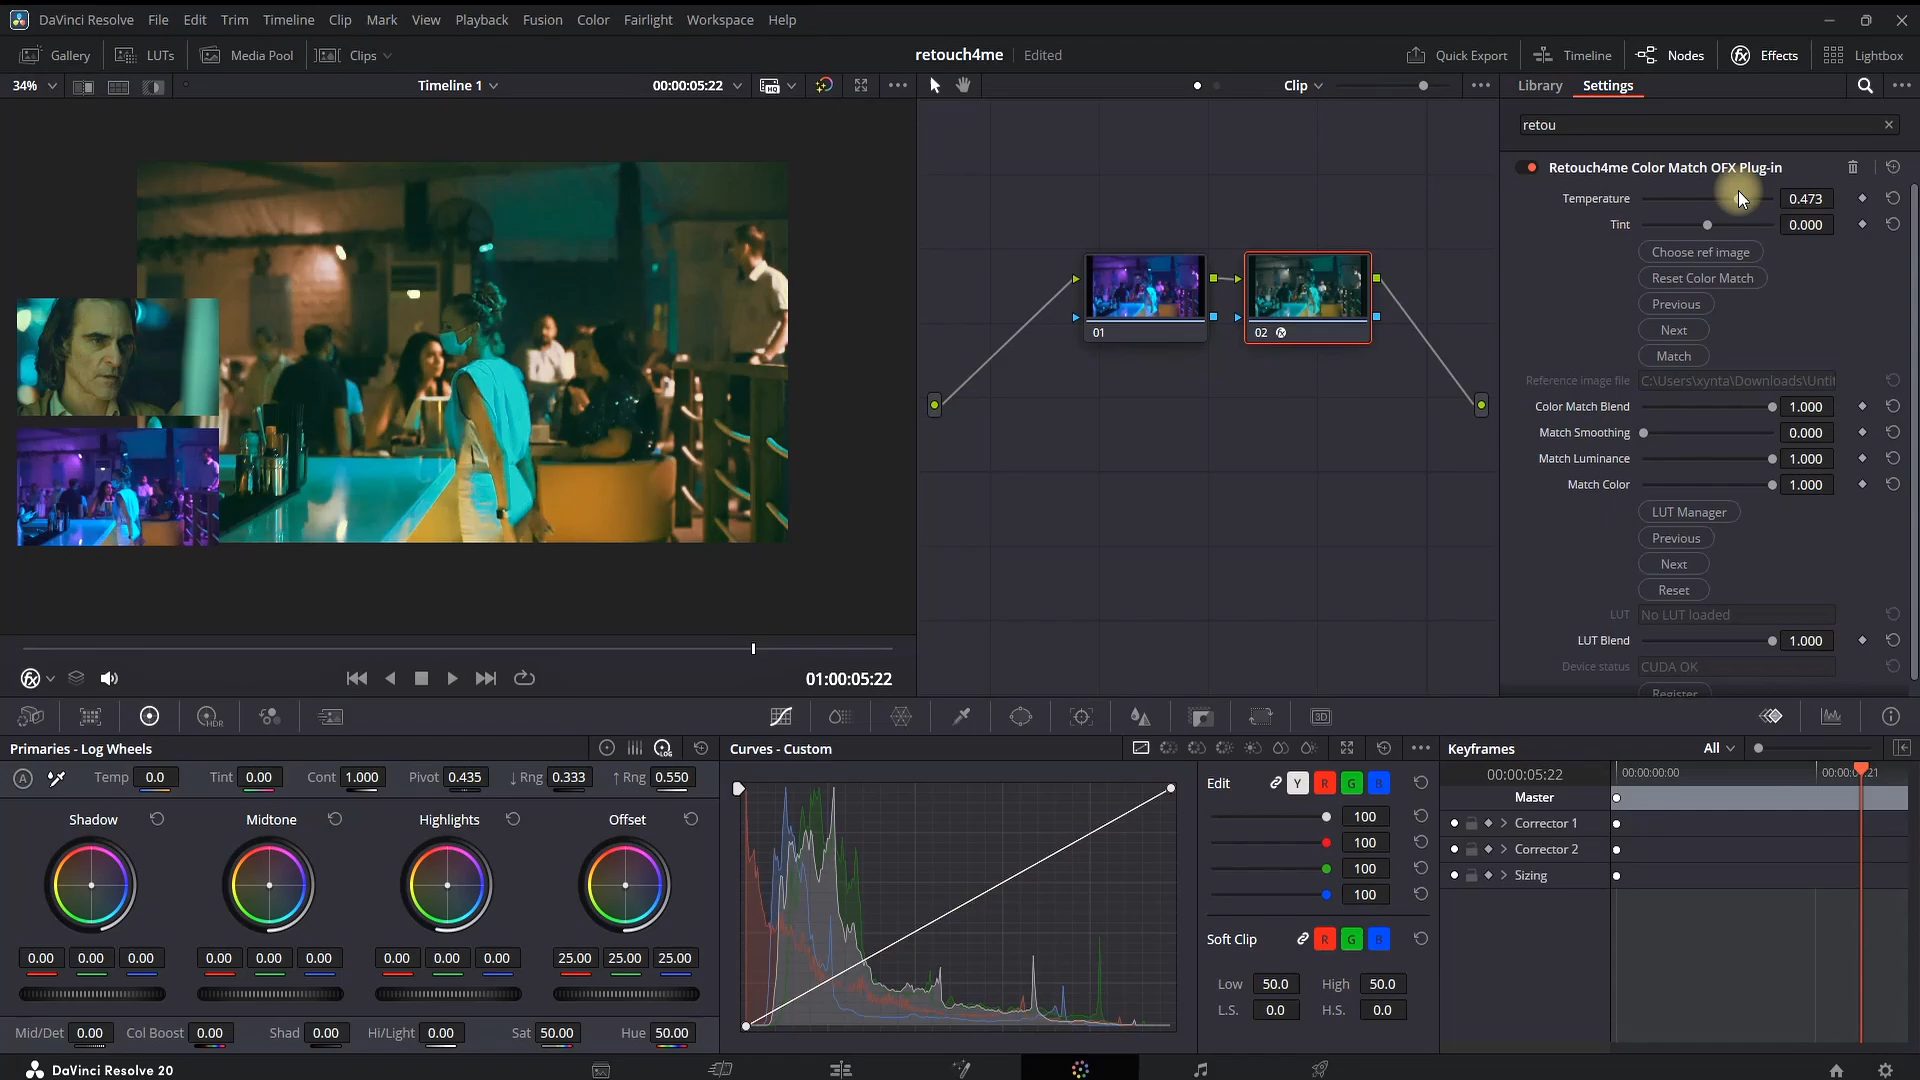 DaVinci Resolve File Edit Trim Timeline Clip Mark View Playback Fusion Color Fairlight Workspace Help
Gallery LUTs Media Pool Clips retouch4me Edited Quick Export Timeline Nodes Effects Lightbox
34% Timeline 1 00:00:05:22 HQ Clip Library Settings
retou
Retouch4me Color Match OFX Plug-in
Temperature 0.473
Tint 0.000
Choose ref image
Reset Color Match
Previous
Next
Match
Reference image file C:\Users\xynta\Downloads\Untit
Color Match Blend 1.000
Match Smoothing 0.000
Match Luminance 1.000
Match Color 1.000
LUT Manager
Previous
Next
Reset
LUT No LUT loaded
LUT Blend 1.000
Device status CUDA OK
Register
01 02
01:00:05:22
HDR 3D
Primaries - Log Wheels LOG
A Temp 0.0 Tint 0.00 Cont 1.000 Pivot 0.435 ↓ Rng 0.333 ↑ Rng 0.550
Shadow Midtone Highlights Offset
0.00 0.00 0.00 0.00 0.00 0.00 0.00 0.00 0.00 25.00 25.00 25.00
Mid/Det 0.00 Col Boost 0.00 Shad 0.00 Hi/Light 0.00 Sat 50.00 Hue 50.00
Curves - Custom
Edit Y R G B
100
100
100
100
Soft Clip R G B
Low 50.0 High 50.0
L.S. 0.0 H.S. 0.0
Keyframes All
00:00:05:22 00:00:00:00
Master
Corrector 1
Corrector 2
Sizing
DaVinci Resolve 20